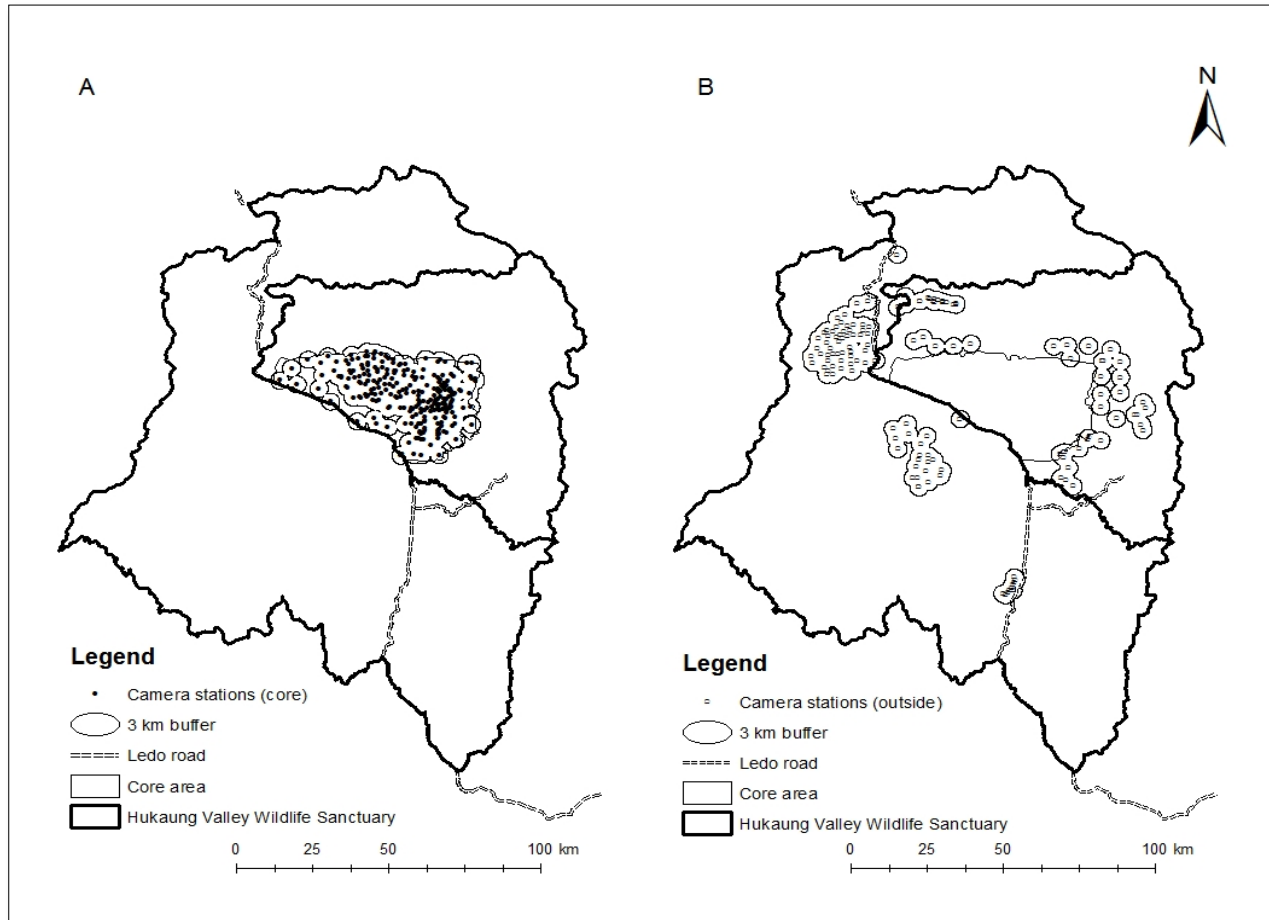 A
B
N
Legend
Camera stations (core)
3 km buffer
Ledo road
Core area
Hukaung Valley Wildlife Sanctuary
0 25 50 100 km
Legend
Camera stations (outside)
3 km buffer
Ledo road
Core area
Hukaung Valley Wildlife Sanctuary
0 25 50 100 km